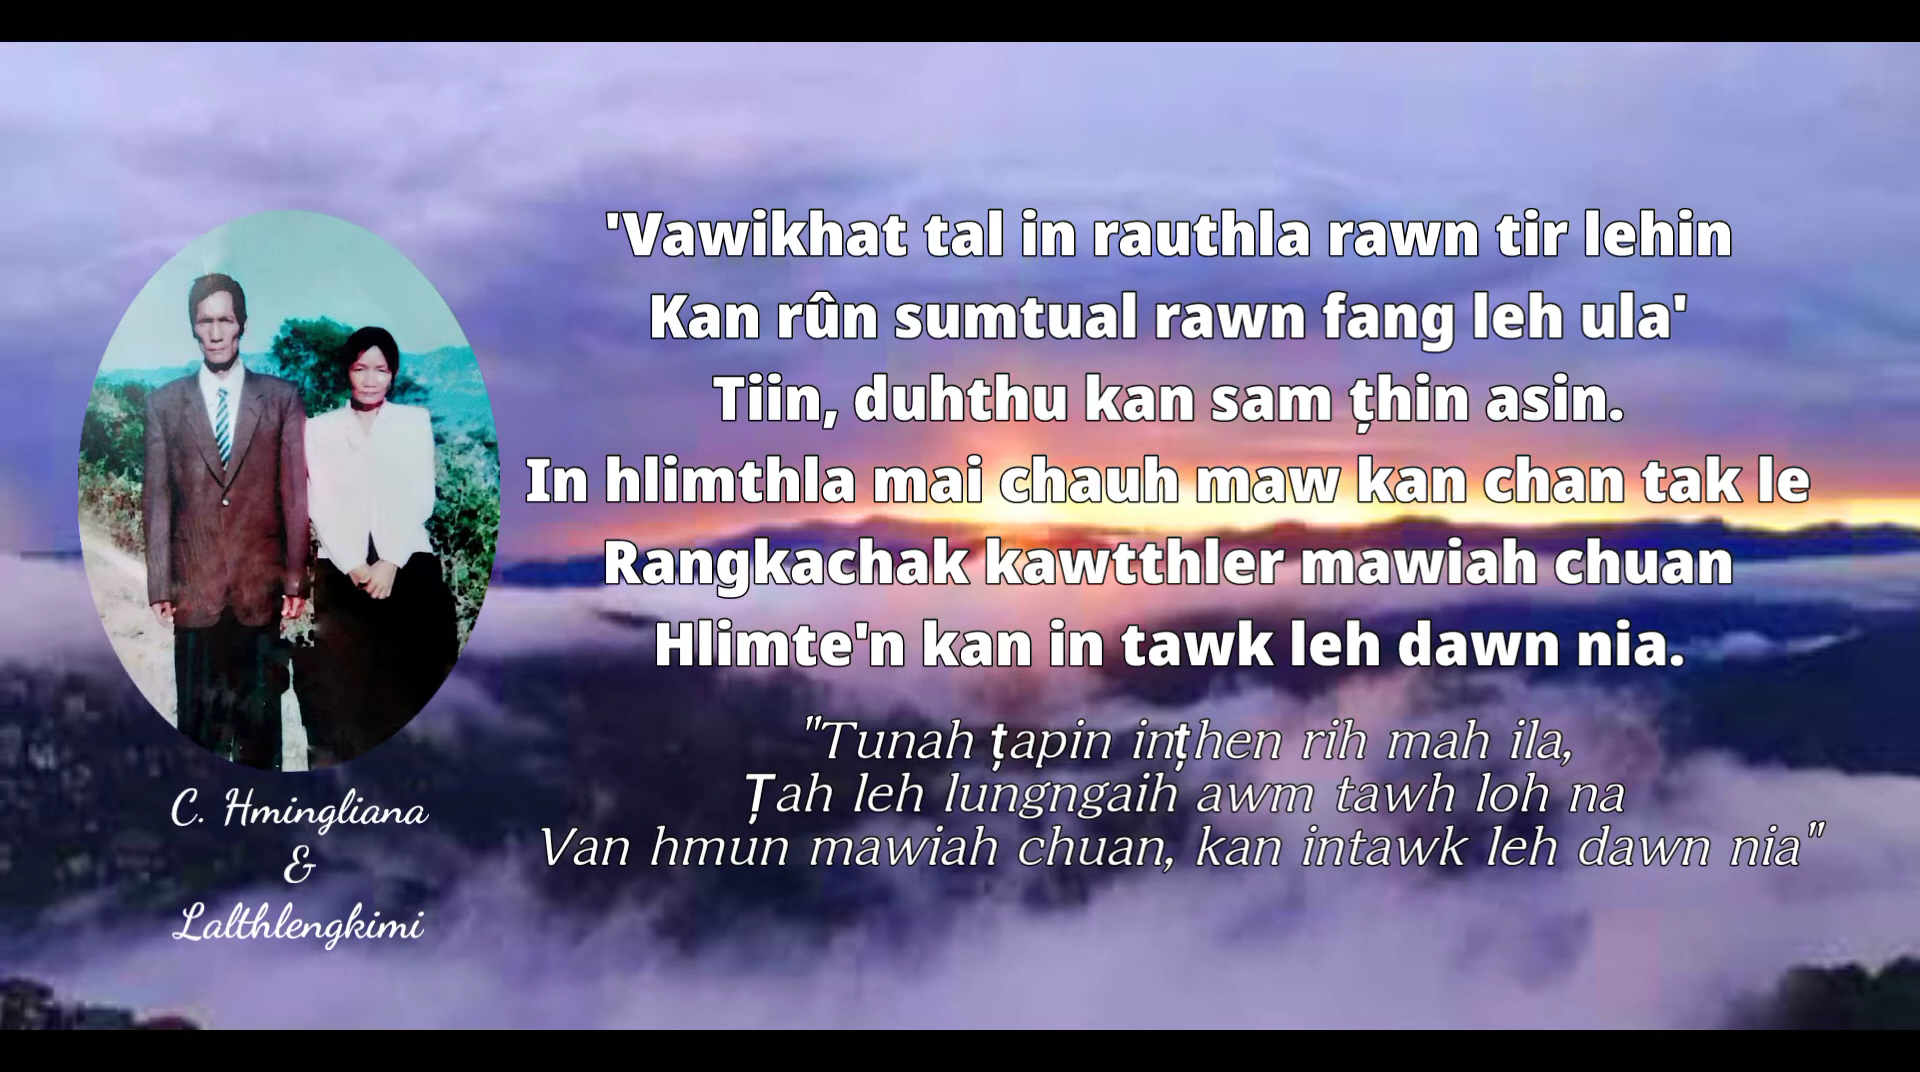 'Vawikhat tal in rauthla rawn tir lehin
Kan rûn sumtual rawn fang leh ula'
Tiin, duhthu kan sam ṭhin asin.
In hlimthla mai chauh maw kan chan tak le
Rangkachak kawtthler mawiah chuan
Hlimte'n kan in tawk leh dawn nia.
"Tunah ṭapin inṭhen rih mah ila,
Ṭah leh lungngaih awm tawh loh na
Van hmun mawiah chuan, kan intawk leh dawn nia"
C. Hmingliana
&
Lalthlengkimi